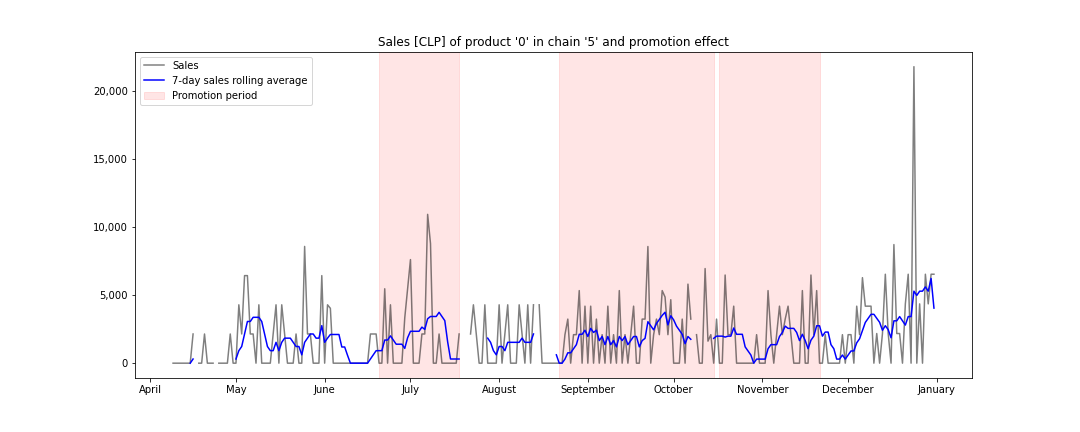 Sales [CLP] of product '0' in chain '5' and promotion effect
Sales
7-day sales rolling average
Promotion period
20,000
15,000
10,000
5,000
0
April May June July August September October November December January